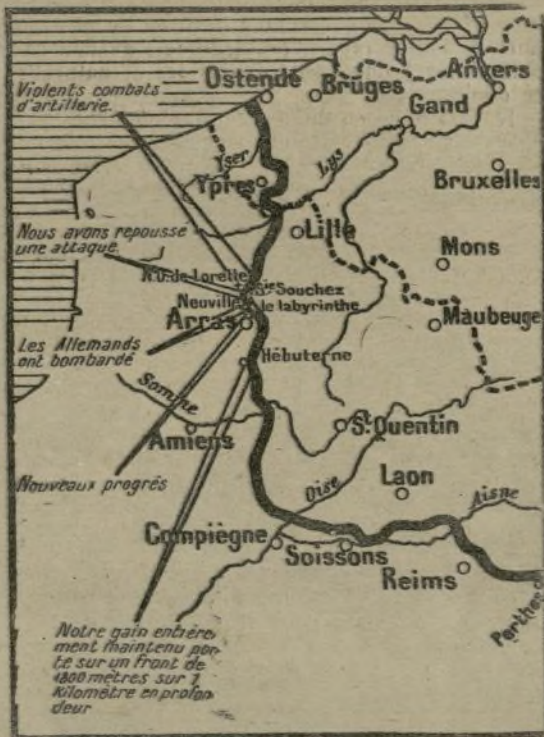 Violents combats
d'artillerie.
Ostende
Bruges
Anvers
Gand
Yser
Lys
Ypres
Bruxelles
Lille
Nous avons repoussé
une attaque.
Mons
N.D. de Lorette
Sie Souchez
Neuville
le labyrinthe
Arras
Maubeuge
Les Allemands
ont bombardé
Hébuterne
Somme
Amiens
St Quentin
Nouveaux progrés
Oise
Laon
Aisne
Compiègne
Soissons
Reims
Perthes
Notre gain entière
ment maintenu por
te sur un front de
1800 mètres sur 1
Kilomètre en profon
deur